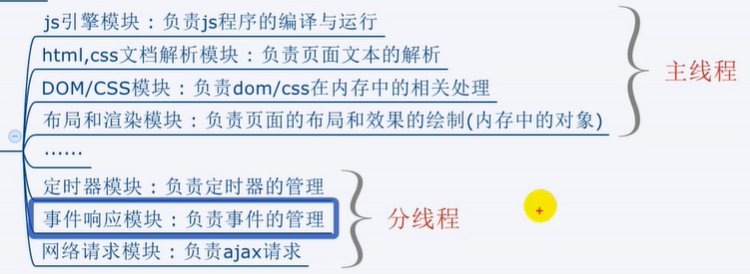 js引擎模块：负责js程序的编译与运行
html,css文档解析模块：负责页面文本的解析
DOM/CSS模块：负责dom/css在内存中的相关处理
主线程
布局和渲染模块：负责页面的布局和效果的绘制(内存中的对象)
……
定时器模块：负责定时器的管理
事件响应模块：负责事件的管理
分线程
网络请求模块：负责ajax请求